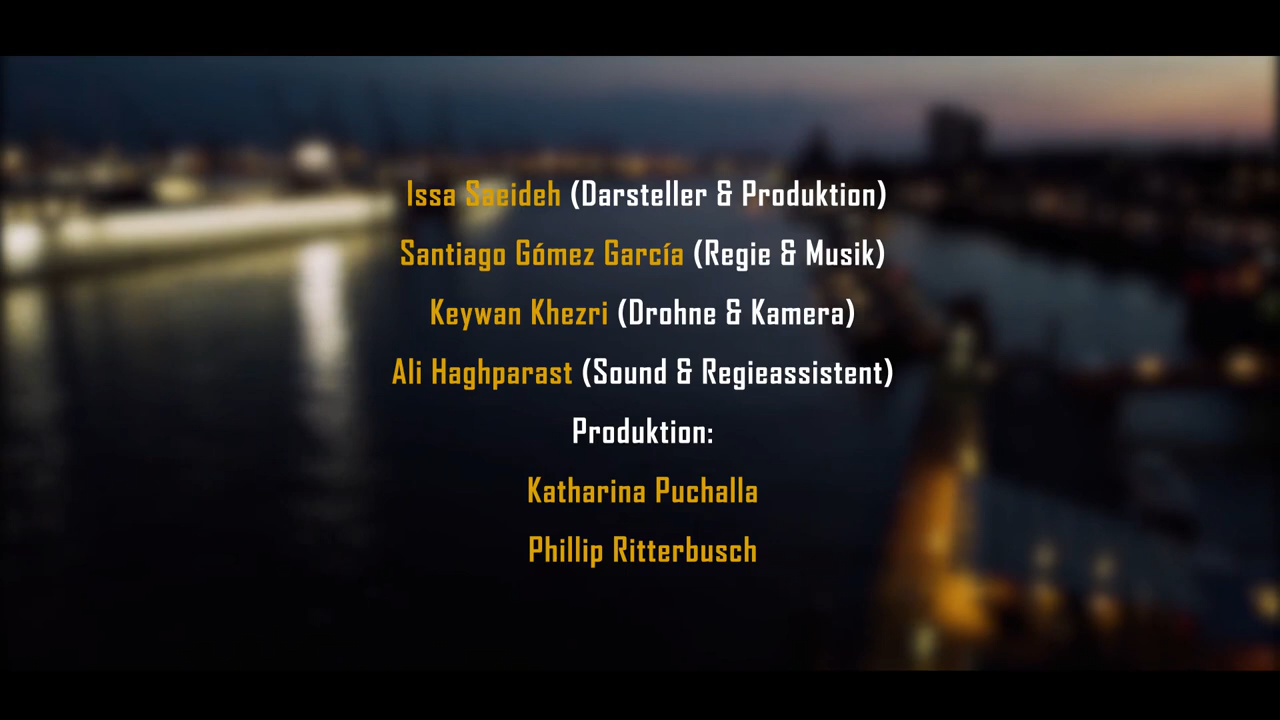 Issa Saeideh (Darsteller & Produktion)
Santiago Gómez García (Regie & Musik)
Keywan Khezri (Drohne & Kamera)
Ali Haghparast (Sound & Regieassistent)
Produktion:
Katharina Puchalla
Phillip Ritterbusch